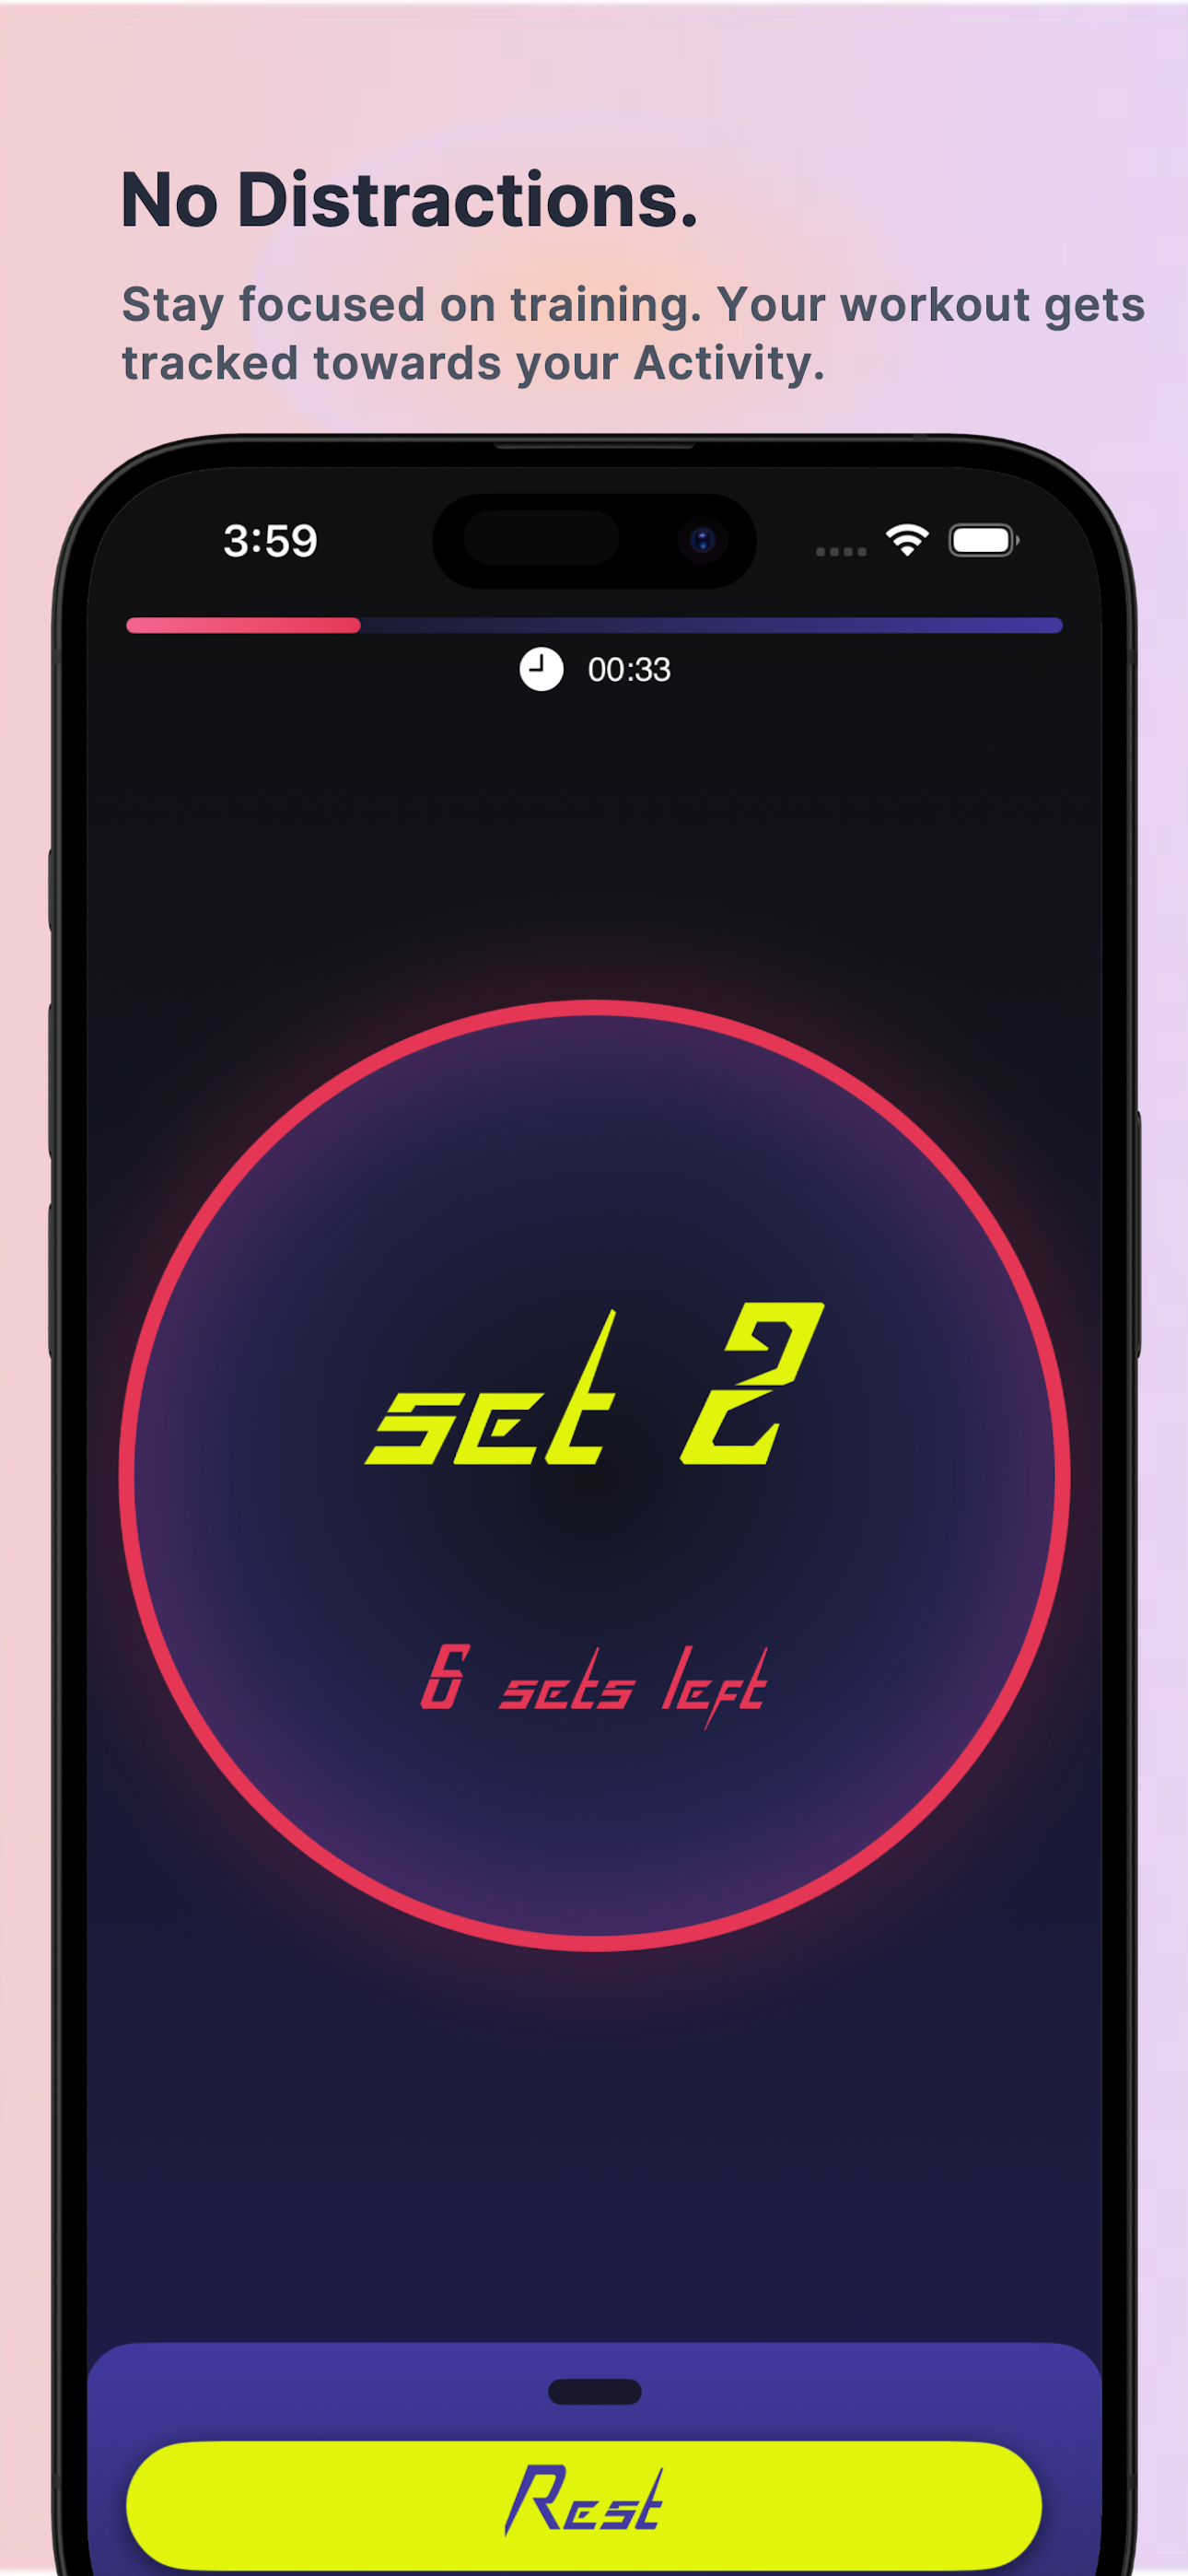 No Distractions.
Stay focused on training. Your workout gets
tracked towards your Activity.
3:59
00:33
set 2
6 sets left
Rest